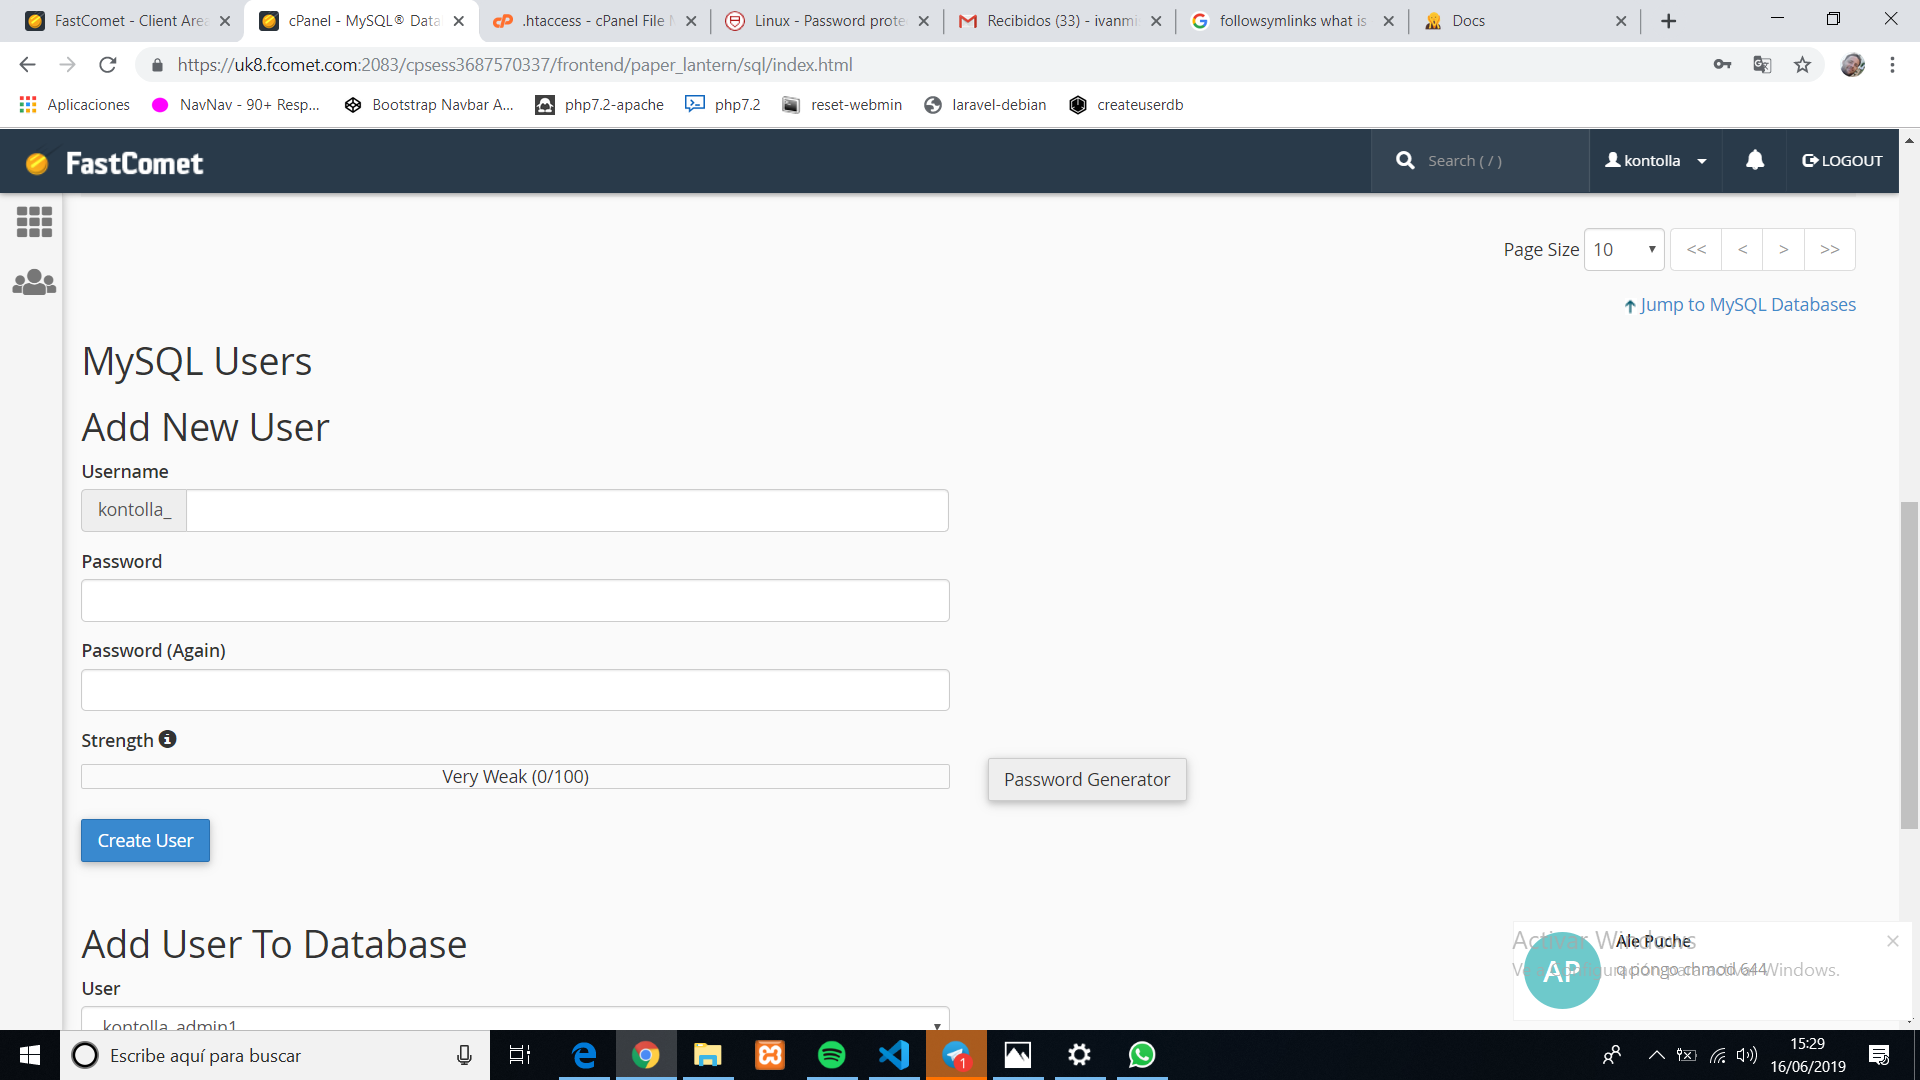 FastComet - Client Are
cPanel - MySQL® Data
.htaccess - cPanel File M
Linux - Password prote
Recibidos (33) - ivanmi
followsymlinks what is
Docs
https://uk8.fcomet.com:2083/cpsess3687570337/frontend/paper_lantern/sql/index.html
Aplicaciones
NavNav - 90+ Resp...
Bootstrap Navbar A...
php7.2-apache
php7.2
reset-webmin
laravel-debian
createuserdb
FastComet
Search ( / )
kontolla
LOGOUT
Page Size 10 << < > >>
Jump to MySQL Databases
MySQL Users
Add New User
Username
kontolla_
Password
Password (Again)
Strength
Very Weak (0/100)
Password Generator
Create User
Add User To Database
User
kontolla_admin1
Activar Windows
Ale Puche
AP
q pongo chmod 644
Windows.
Escribe aquí para buscar
1
15:29
16/06/2019